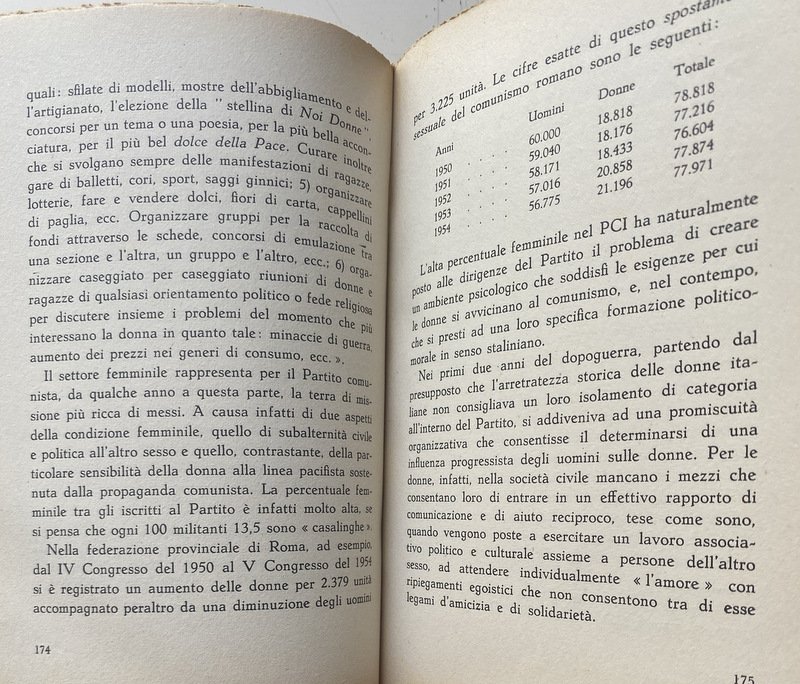 quali: sfilate di modelli, mostre dell'abbigliamento e del-
l'artigianato, l'elezione della " stellina di Noi Donne ",
concorsi per un tema o una poesia, per la più bella accon-
ciatura, per il più bel dolce della Pace. Curare inoltre
che si svolgano sempre delle manifestazioni di ragazze,
gare di balletti, cori, sport, saggi ginnici; 5) organizzare
lotterie, fare e vendere dolci, fiori di carta, cappellini
di paglia, ecc. Organizzare gruppi per la raccolta di
fondi attraverso le schede, concorsi di emulazione tra
una sezione e l'altra, un gruppo e l'altro, ecc.; 6) orga-
nizzare caseggiato per caseggiato riunioni di donne e
ragazze di qualsiasi orientamento politico o fede religiosa
per discutere insieme i problemi del momento che più
interessano la donna in quanto tale: minaccie di guerra,
aumento dei prezzi nei generi di consumo, ecc. ».
Il settore femminile rappresenta per il Partito comu-
nista, da qualche anno a questa parte, la terra di mis-
sione più ricca di messi. A causa infatti di due aspetti
della condizione femminile, quello di subalternità civile
e politica all'altro sesso e quello, contrastante, della par-
ticolare sensibilità della donna alla linea pacifista soste-
nuta dalla propaganda comunista. La percentuale fem-
minile tra gli iscritti al Partito è infatti molto alta, se
si pensa che ogni 100 militanti 13,5 sono « casalinghe ».
Nella federazione provinciale di Roma, ad esempio,
dal IV Congresso del 1950 al V Congresso del 1954
si è registrato un aumento delle donne per 2.379 unità
accompagnato peraltro da una diminuzione degli uomini
174
per 3.225 unità. Le cifre esatte di questo spostamento
sessuale del comunismo romano sono le seguenti:
Anni Uomini Donne Totale
1950 . . . . 60.000 18.818 78.818
1951 . . . . 59.040 18.176 77.216
1952 . . . . 58.171 18.433 76.604
1953 . . . . 57.016 20.858 77.874
1954 . . . . 56.775 21.196 77.971
L'alta percentuale femminile nel PCI ha naturalmente
posto alle dirigenze del Partito il problema di creare
un ambiente psicologico che soddisfi le esigenze per cui
le donne si avvicinano al comunismo, e, nel contempo,
che si presti ad una loro specifica formazione politico-
morale in senso staliniano.
Nei primi due anni del dopoguerra, partendo dal
presupposto che l'arretratezza storica delle donne ita-
liane non consigliava un loro isolamento di categoria
all'interno del Partito, si addiveniva ad una promiscuità
organizzativa che consentisse il determinarsi di una
influenza progressista degli uomini sulle donne. Per le
donne, infatti, nella società civile mancano i mezzi che
consentano loro di entrare in un effettivo rapporto di
comunicazione e di aiuto reciproco, tese come sono,
quando vengono poste a esercitare un lavoro associa-
tivo politico e culturale assieme a persone dell'altro
sesso, ad attendere individualmente « l'amore » con
ripiegamenti egoistici che non consentono tra di esse
legami d'amicizia e di solidarietà.
175